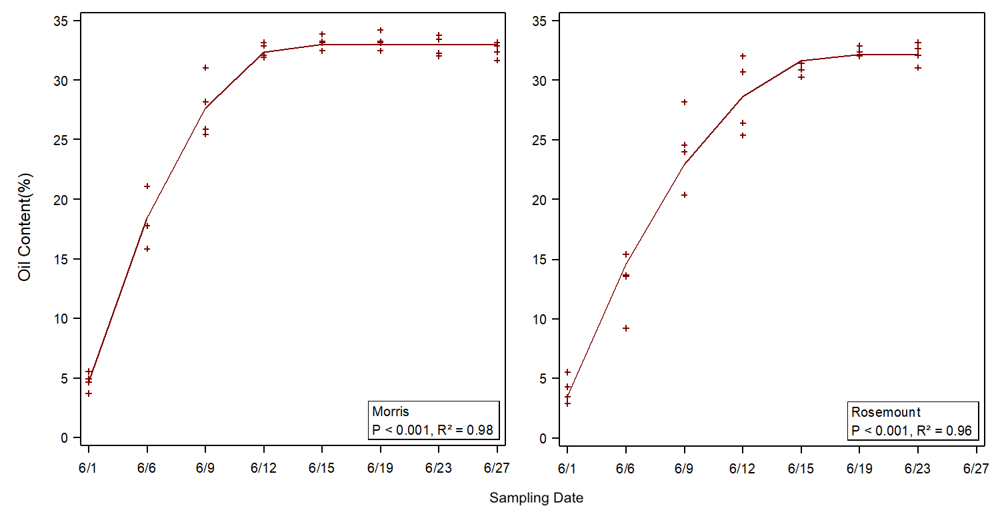 Oil Content(%)
35
30
25
20
15
10
5
0
Morris
P < 0.001, R² = 0.98
6/1 6/6 6/9 6/12 6/15 6/19 6/23 6/27
35
30
25
20
15
10
5
0
Rosemount
P < 0.001, R² = 0.96
6/1 6/6 6/9 6/12 6/15 6/19 6/23 6/27
Sampling Date